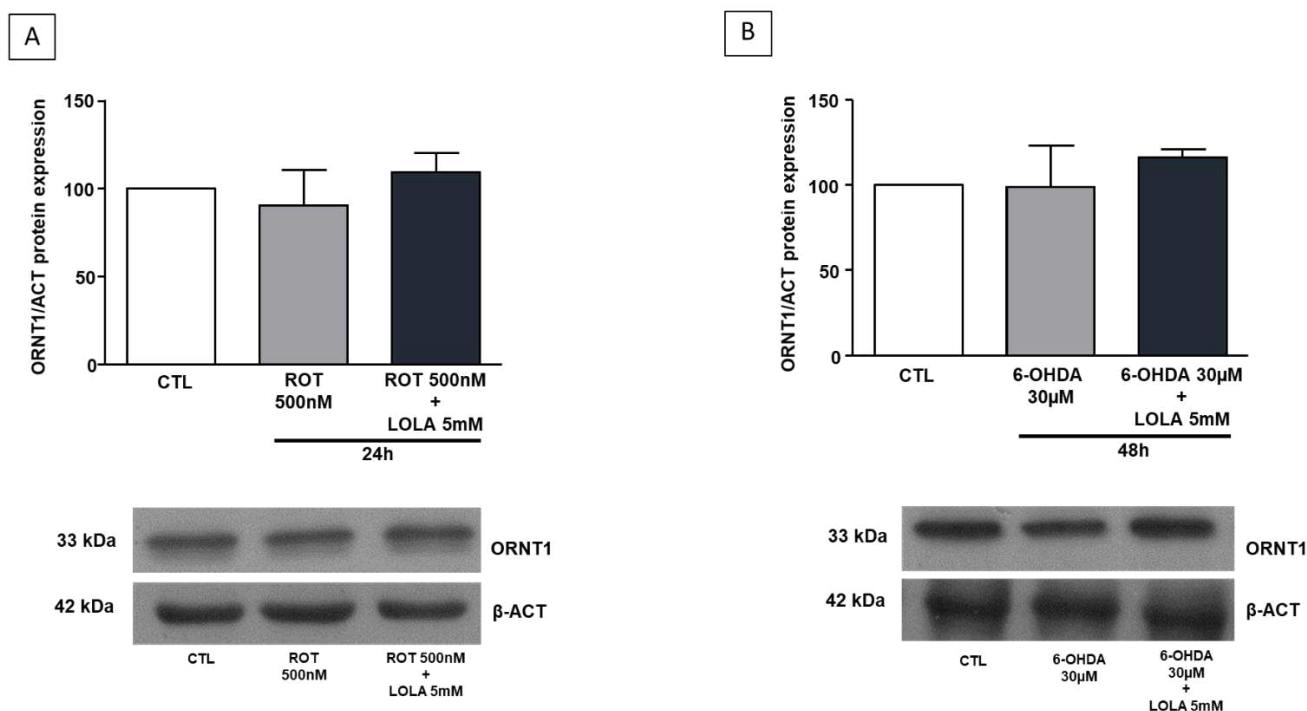 A
ORNT1/ACT protein expression
150
100
50
0
CTL
ROT
500nM
ROT 500nM
+
LOLA 5mM
24h
33 kDa
ORNT1
42 kDa
β-ACT
CTL
ROT
500nM
ROT 500nM
+
LOLA 5mM
B
ORNT1/ACT protein expression
150
100
50
0
CTL
6-OHDA
30μM
6-OHDA 30μM
+
LOLA 5mM
48h
33 kDa
ORNT1
42 kDa
β-ACT
CTL
6-OHDA
30μM
6-OHDA
30μM
+
LOLA 5mM